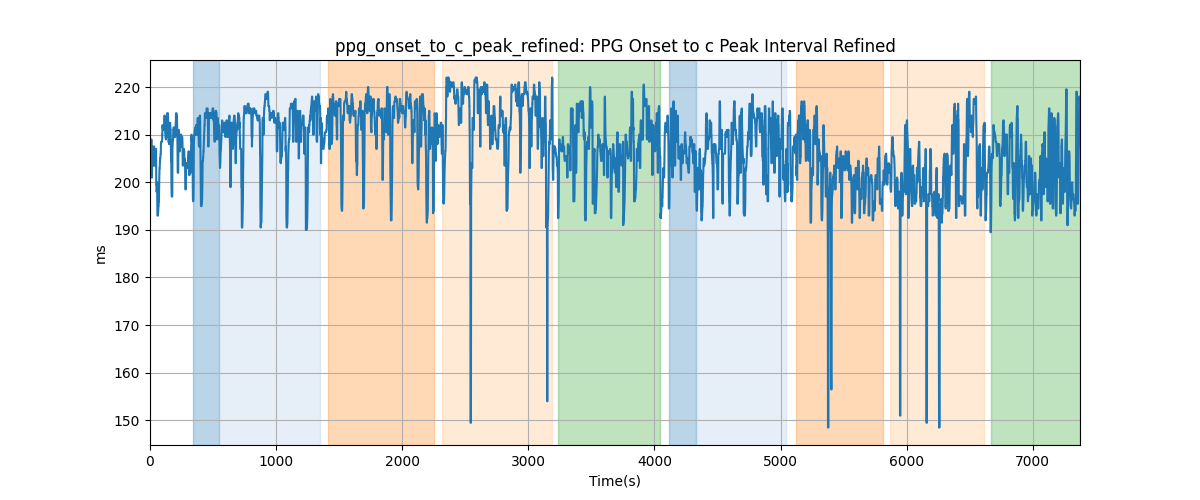 ppg_onset_to_c_peak_refined: PPG Onset to c Peak Interval Refined
220
210
200
190
180
170
160
150
ms
0 1000 2000 3000 4000 5000 6000 7000
Time(s)